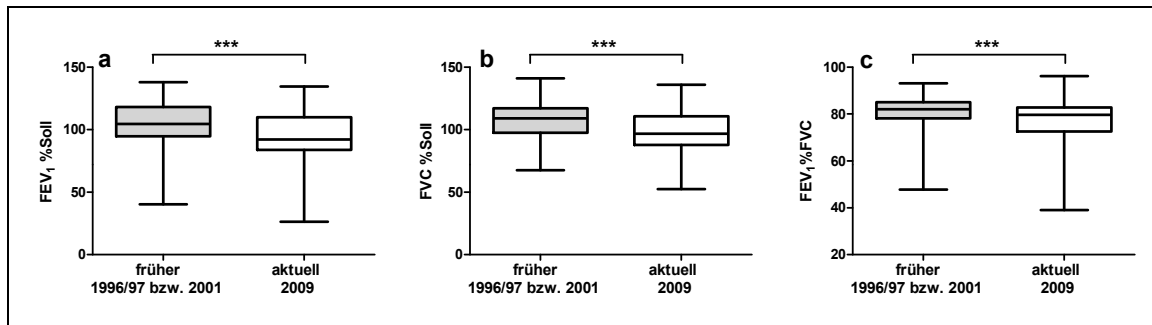 a
***
150
100
50
0
FEV₁ %Soll
früher
1996/97 bzw. 2001
aktuell
2009
b
***
150
100
50
0
FVC %Soll
früher
1996/97 bzw. 2001
aktuell
2009
c
***
100
80
60
40
20
FEV₁%FVC
früher
1996/97 bzw. 2001
aktuell
2009